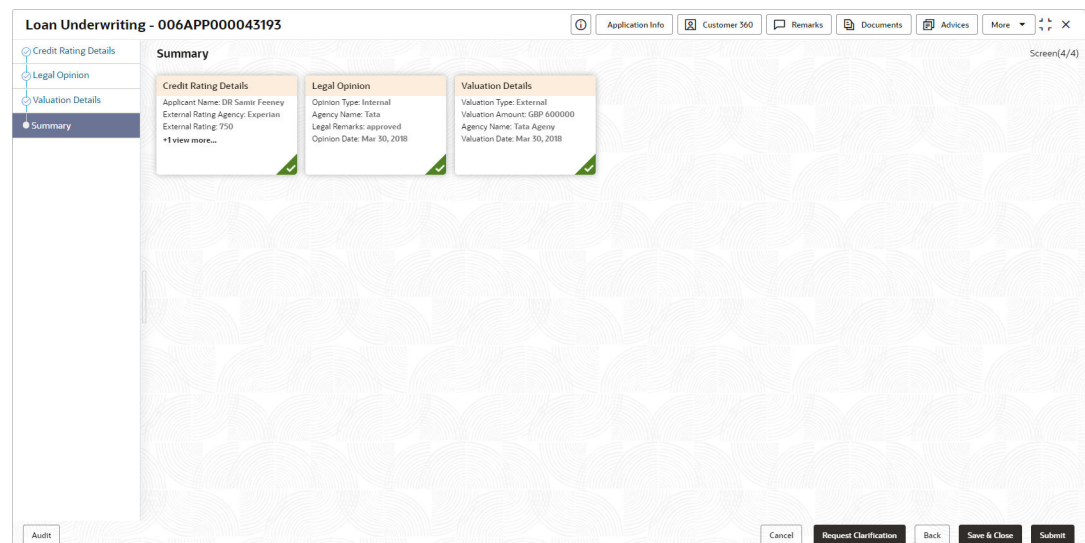 Loan Underwriting - 006APP000043193
Application Info
Customer 360
Remarks
Documents
Advices
More
Credit Rating Details
Legal Opinion
Valuation Details
Summary
Summary
Screen(4/4)
Credit Rating Details
Applicant Name: DR Samir Feeney
External Rating Agency: Experian
External Rating: 750
+1 view more...
Legal Opinion
Opinion Type: Internal
Agency Name: Tata
Legal Remarks: approved
Opinion Date: Mar 30, 2018
Valuation Details
Valuation Type: External
Valuation Amount: GBP 600000
Agency Name: Tata Ageny
Valuation Date: Mar 30, 2018
Audit
Cancel
Request Clarification
Back
Save & Close
Submit